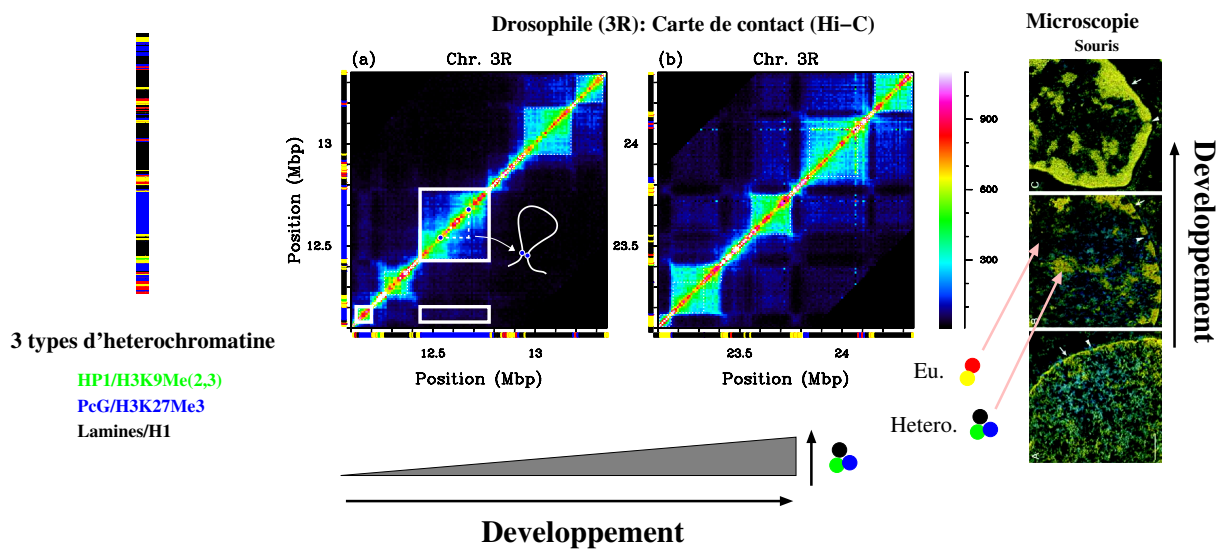 Drosophile (3R): Carte de contact (Hi−C)
Microscopie
Souris
(a)
Chr. 3R
(b)
Chr. 3R
Position (Mbp)
13
12.5
12.5
13
Position (Mbp)
Position (Mbp)
24
23.5
23.5
24
Position (Mbp)
900
600
300
C
B
A
Developpement
3 types d'heterochromatine
HP1/H3K9Me(2,3)
PcG/H3K27Me3
Lamines/H1
Eu.
Hetero.
Developpement